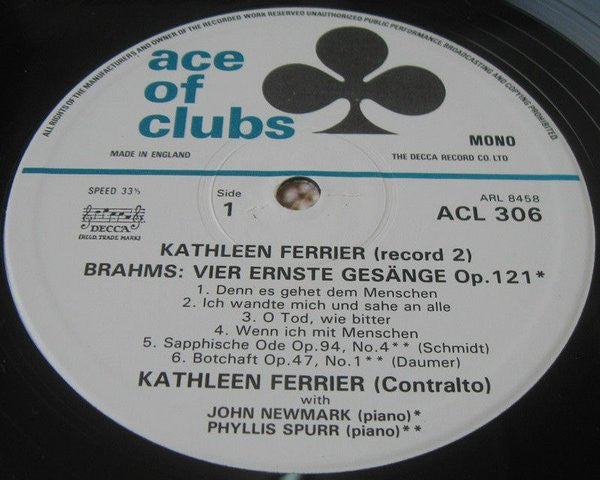 ALL RIGHTS OF THE MANUFACTURERS AND OWNER OF THE RECORDED WORK RESERVED UNAUTHORIZED PUBLIC PERFORMANCE, BROADCASTING AND COPYING PROHIBITED.
ace
of
clubs
MONO
MADE IN ENGLAND
THE DECCA RECORD CO. LTD
SPEED 33⅓
Side
1
ARL 8458
ACL 306
DECCA
REGD. TRADE MARK
KATHLEEN FERRIER (record 2)
BRAHMS: VIER ERNSTE GESÄNGE Op.121*
1. Denn es gehet dem Menschen
2. Ich wandte mich und sahe an alle
3. O Tod, wie bitter
4. Wenn ich mit Menschen
5. Sapphische Ode Op.94, No.4** (Schmidt)
6. Botchaft Op.47, No.1** (Daumer)
KATHLEEN FERRIER (Contralto)
with
JOHN NEWMARK (piano)*
PHYLLIS SPURR (piano)**